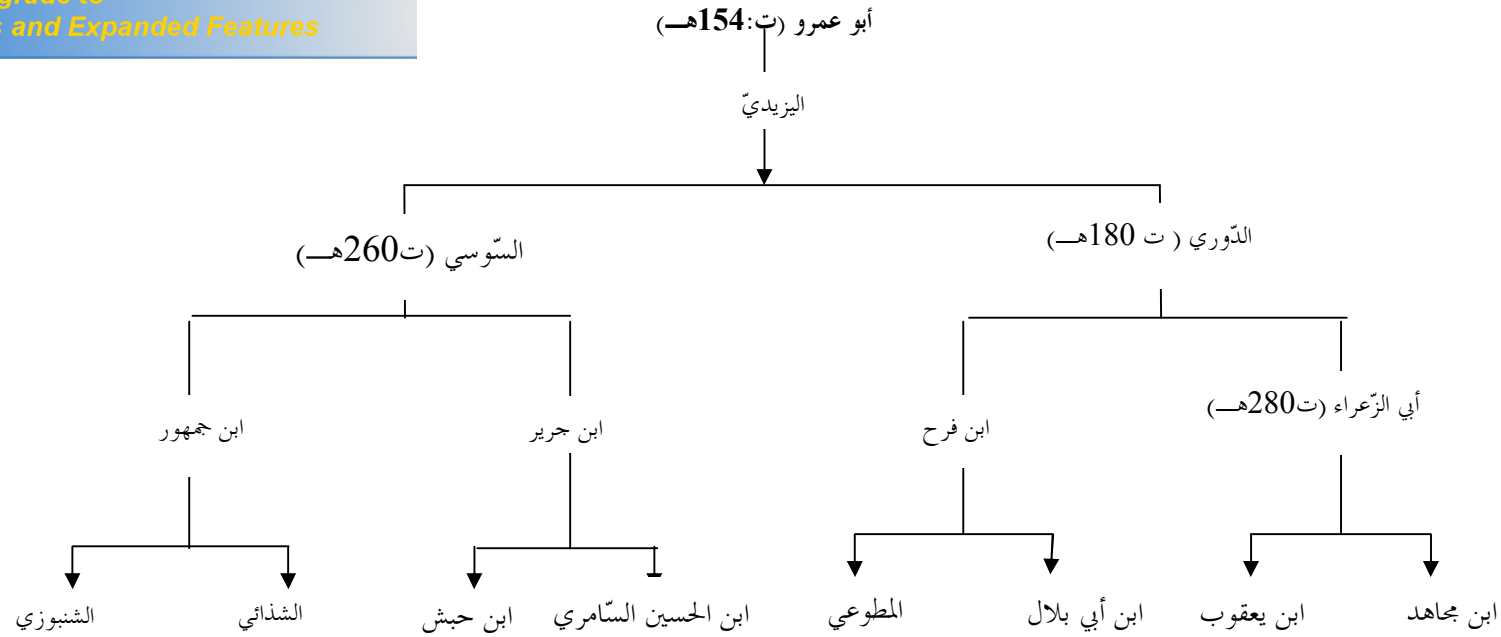 grade to
s and Expanded Features
أبو عمرو (ت:154هـ)
اليزيديّ
الدّوري ( ت 180هـ)
السّوسي (ت260هـ)
أبي الزّعراء (ت280هـ)
ابن فرح
ابن جرير
ابن جمهور
ابن مجاهد
ابن يعقوب
ابن أبي بلال
المطوعي
ابن الحسين السّامري
ابن حبش
الشذائي
الشنبوزي